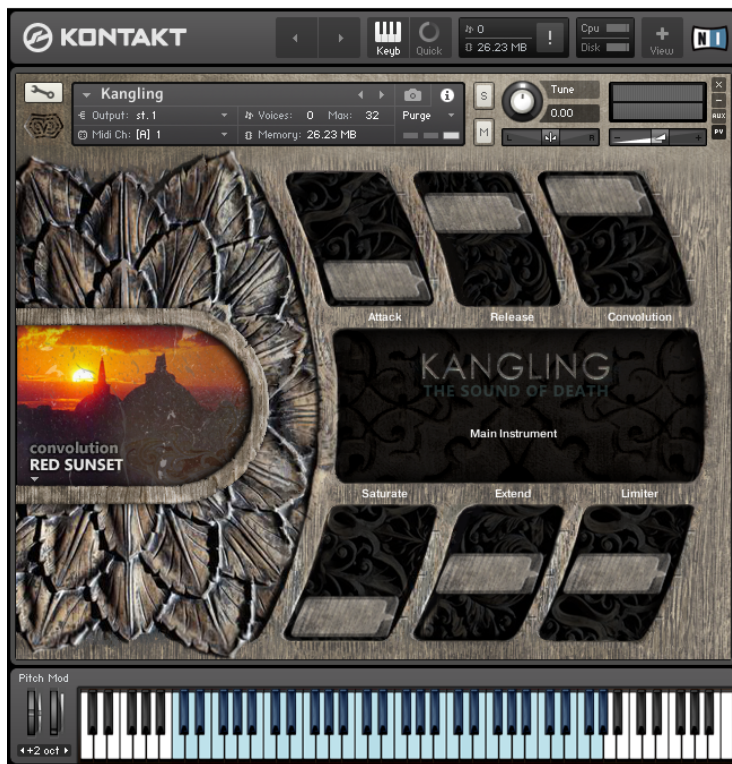 KONTAKT
Keyb
Quick
0
26.23 MB
!
Cpu
Disk
View
NI
Kangling
Output: st.1
Voices: 0 Max: 32
Purge
Midi Ch: [A] 1
Memory: 26.23 MB
S
M
Tune
0.00
L
R
AUX
PV
Attack
Release
Convolution
KANGLING
THE SOUND OF DEATH
Main Instrument
convolution
RED SUNSET
Saturate
Extend
Limiter
Pitch Mod
+2 oct